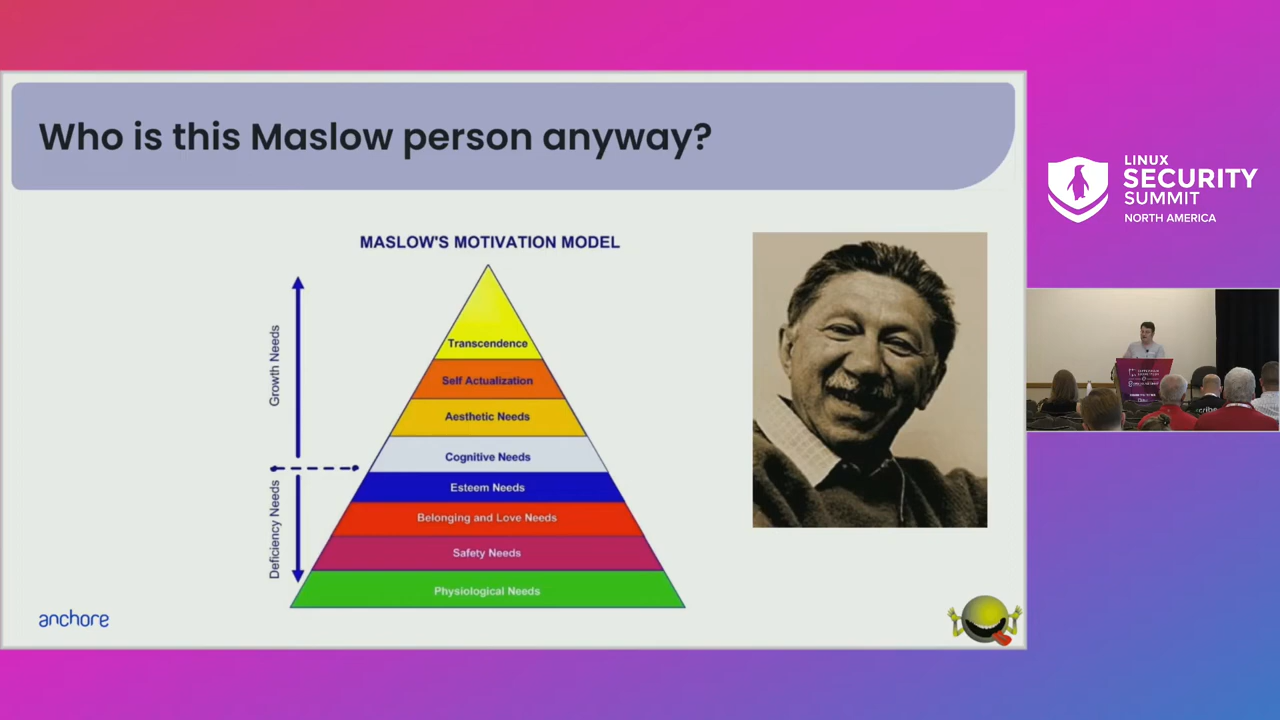 Who is this Maslow person anyway?
MASLOW'S MOTIVATION MODEL
Growth Needs
Deficiency Needs
Transcendence
Self Actualization
Aesthetic Needs
Cognitive Needs
Esteem Needs
Belonging and Love Needs
Safety Needs
Physiological Needs
anchore
LINUX
SECURITY
SUMMIT
NORTH AMERICA